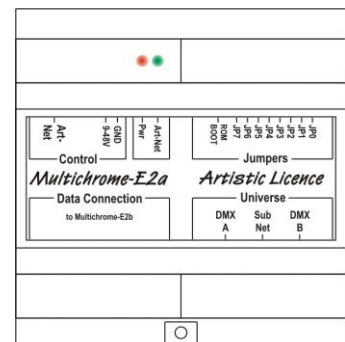 Art-Net
9-48V
GND
Pwr
Art-Net
BOOT
ROM
JP7
JP6
JP5
JP4
JP3
JP2
JP1
JP0
Control
Jumpers
Multichrome-E2a
Artistic Licence
Data Connection
Universe
to Multichrome-E2b
DMX A
Sub Net
DMX B